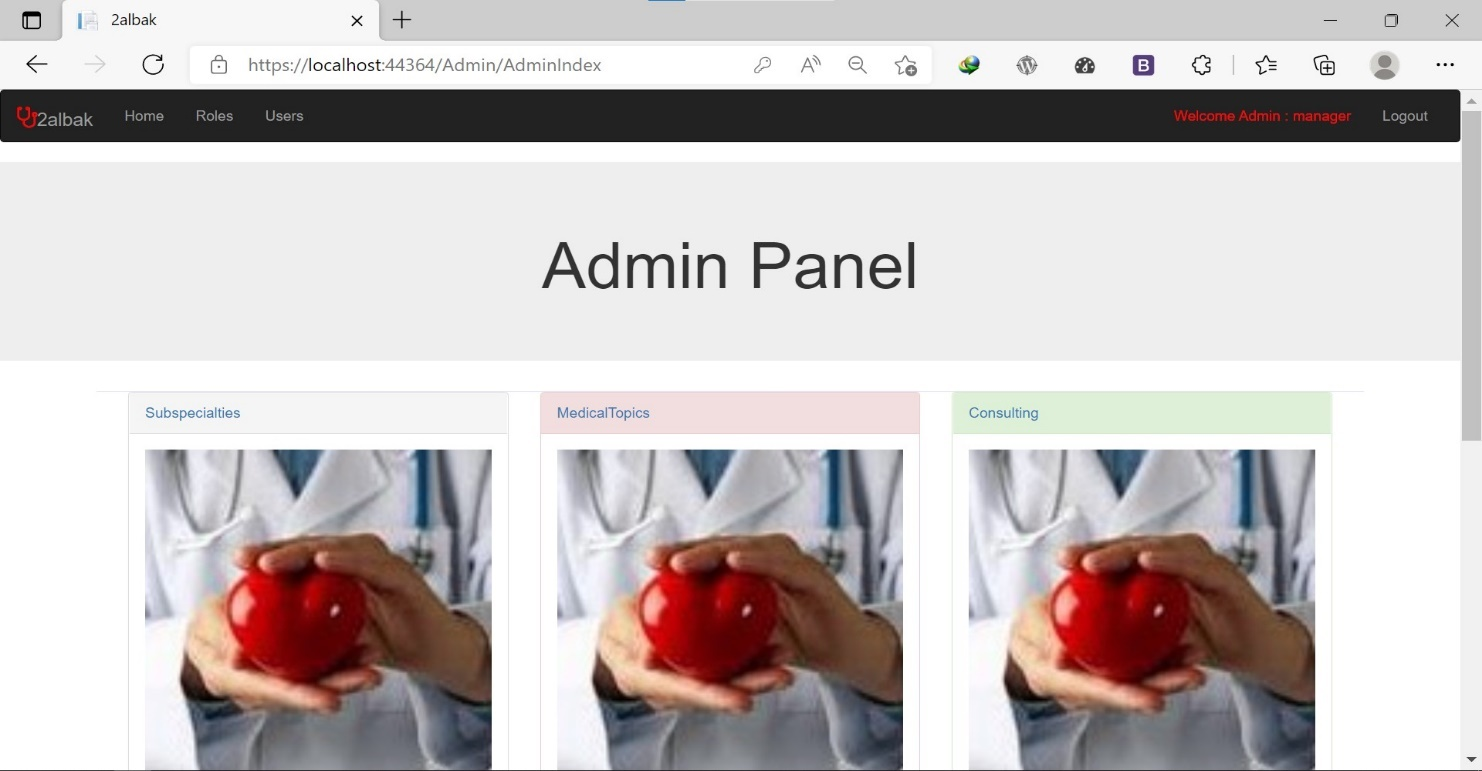 2albak
https://localhost:44364/Admin/AdminIndex
2albak Home Roles Users Welcome Admin : manager Logout
Admin Panel
Subspecialties MedicalTopics Consulting